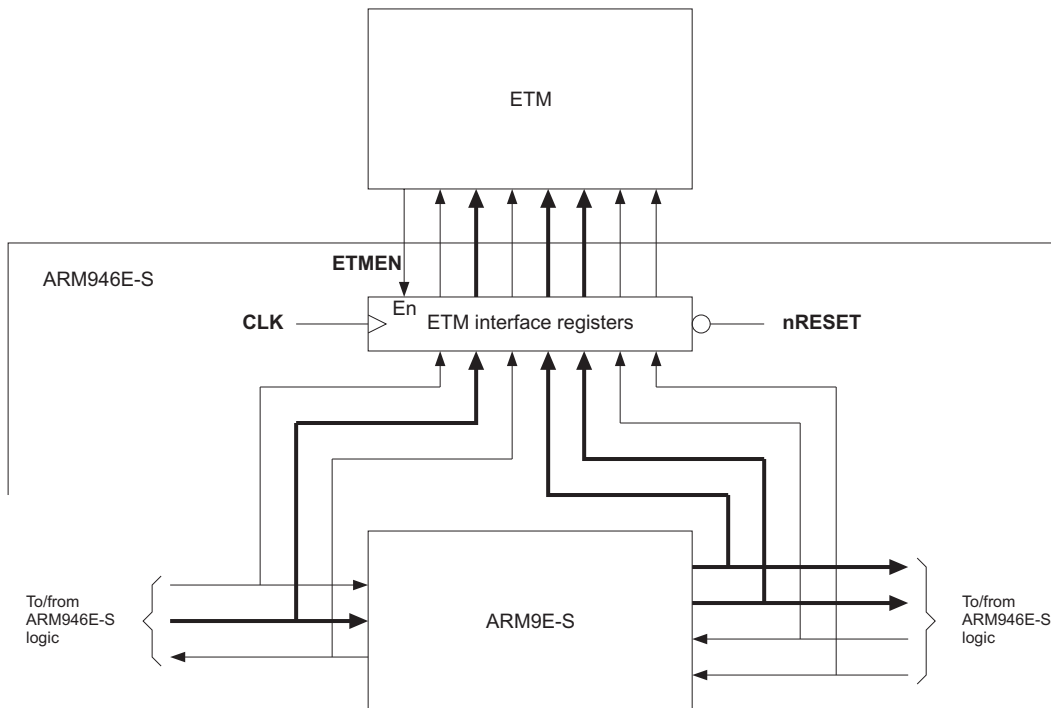 ETM
ETMEN
ARM946E-S
En
CLK
ETM interface registers
nRESET
To/from
ARM946E-S
logic
ARM9E-S
To/from
ARM946E-S
logic